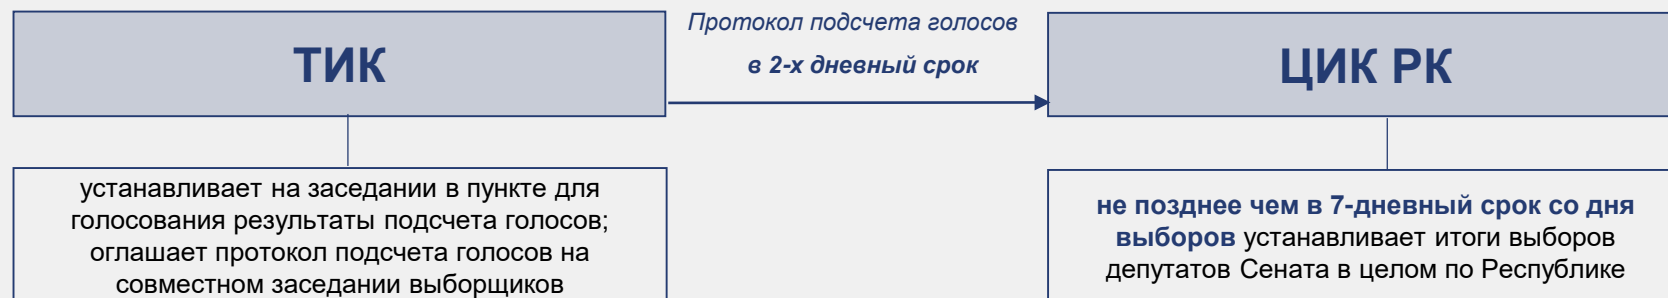 ТИК
Протокол подсчета голосов
в 2-х дневный срок
ЦИК РК
устанавливает на заседании в пункте для
голосования результаты подсчета голосов;
оглашает протокол подсчета голосов на
совместном заседании выборщиков
не позднее чем в 7-дневный срок со дня
выборов устанавливает итоги выборов
депутатов Сената в целом по Республике